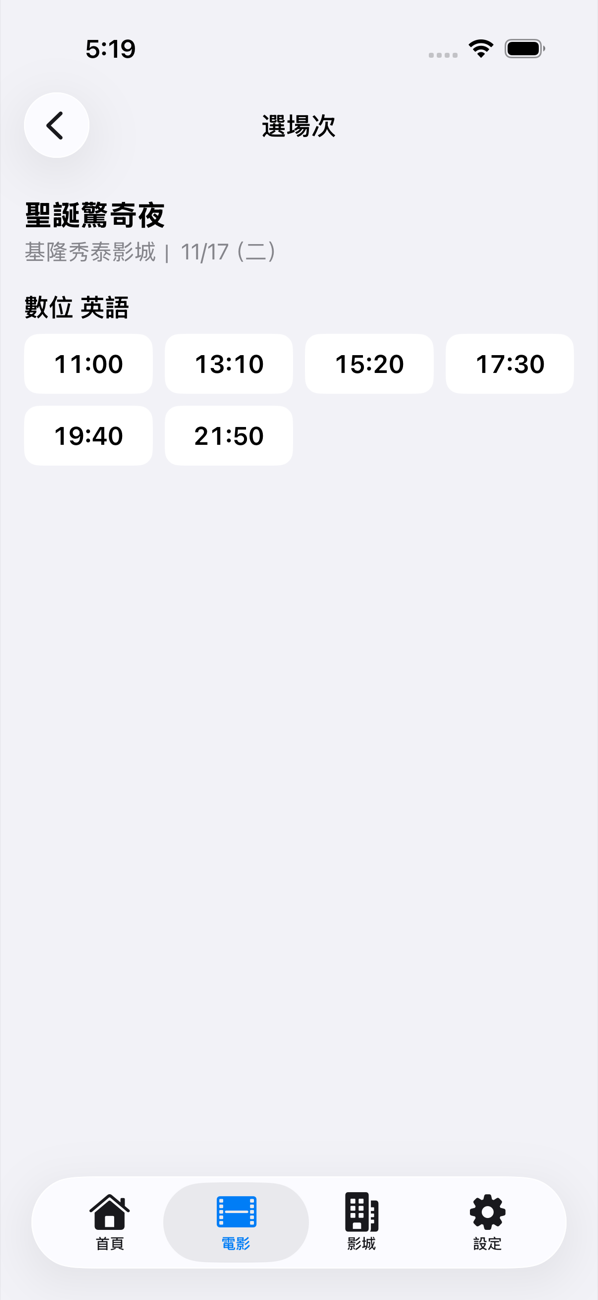 5:19
選場次
聖誕驚奇夜
基隆秀泰影城 | 11/17 (二)
數位 英語
11:00 13:10 15:20 17:30
19:40 21:50
首頁 電影 影城 設定